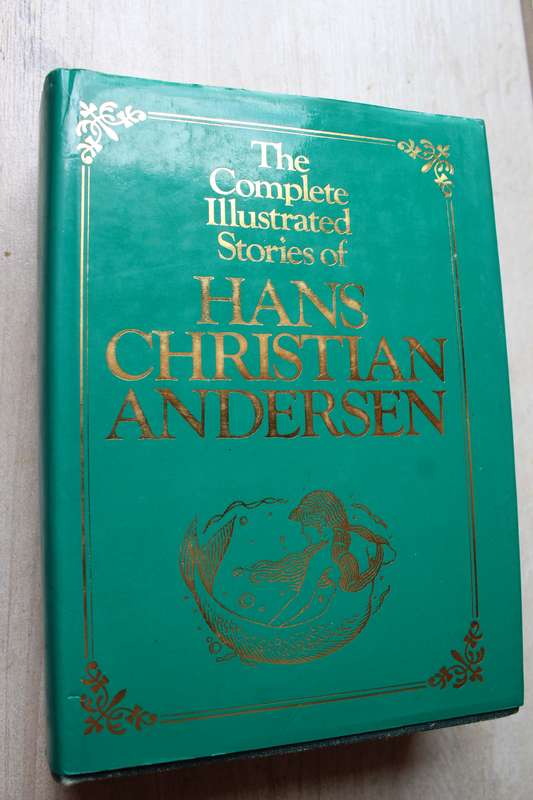 The
Complete
Illustrated
Stories of
HANS
CHRISTIAN
ANDERSEN